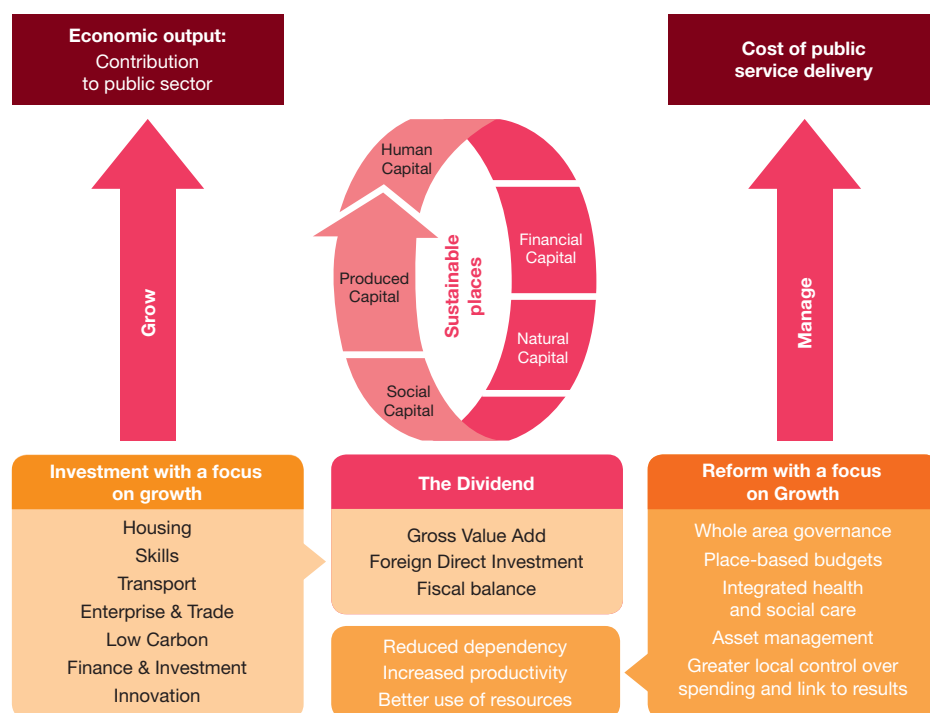 Economic output:
Contribution
to public sector
Cost of public
service delivery
Grow
Human
Capital
Produced
Capital
Social
Capital
Sustainable
places
Financial
Capital
Natural
Capital
Manage
Investment with a focus
on growth
Housing
Skills
Transport
Enterprise & Trade
Low Carbon
Finance & Investment
Innovation
The Dividend
Gross Value Add
Foreign Direct Investment
Fiscal balance
Reduced dependency
Increased productivity
Better use of resources
Reform with a focus
on Growth
Whole area governance
Place-based budgets
Integrated health
and social care
Asset management
Greater local control over
spending and link to results